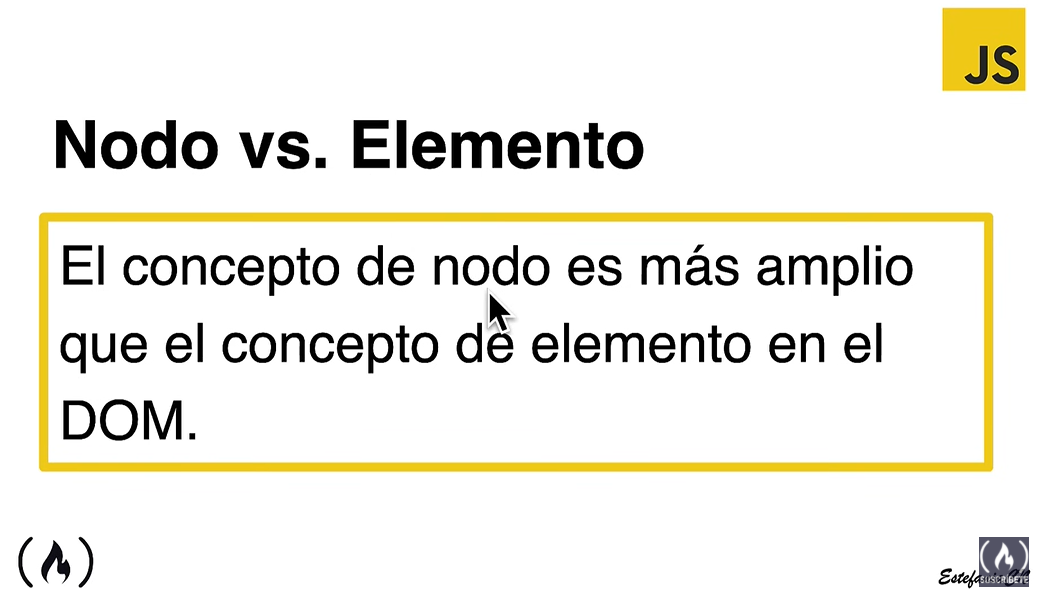 JS
Nodo vs. Elemento
El concepto de nodo es más amplio
que el concepto de elemento en el
DOM.
SUSCRÍBETE